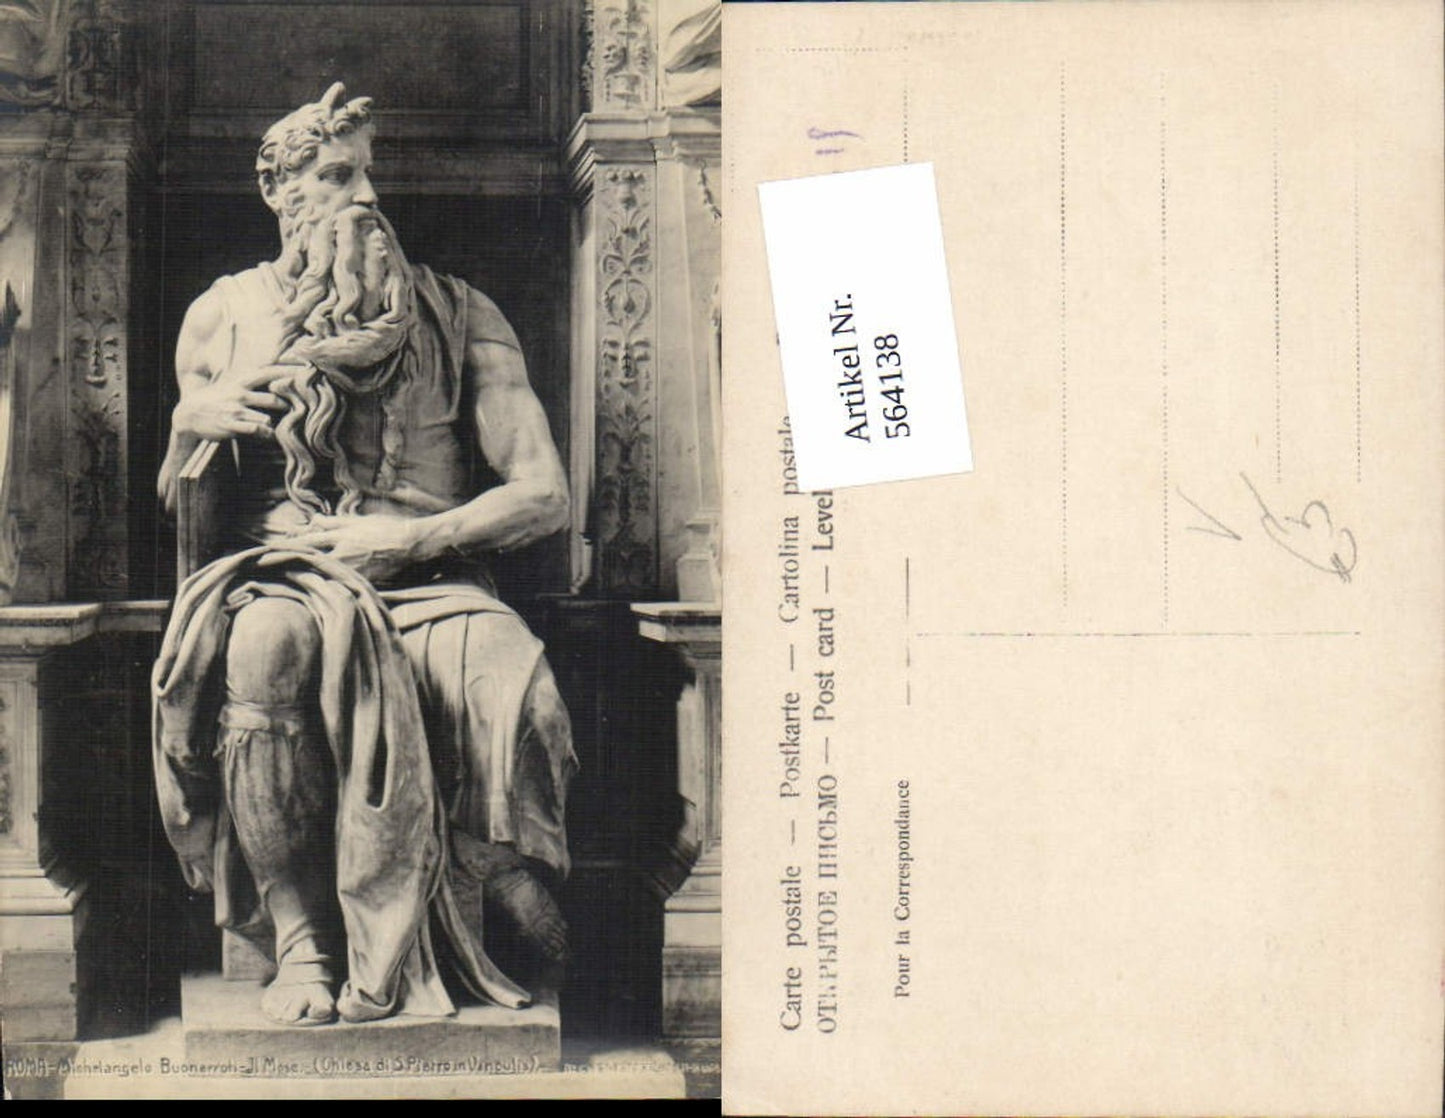 ROMA-Michelangelo Buonarroti-Il Mosè.-(Chiesa di S. Pietro in Vincoli)
Artikel Nr.
564138
Carte postale — Postkarte — Cartolina postale
ОТКРЫТОЕ ПИСЬМО — Post card — Level
Pour la Correspondance